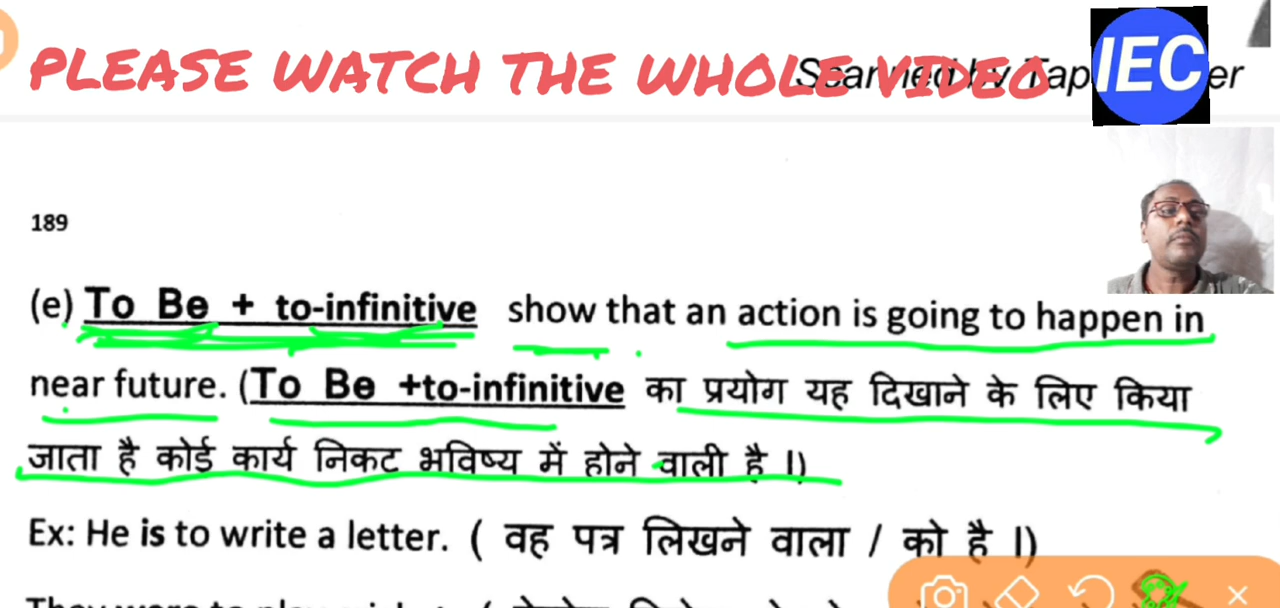 PLEASE WATCH THE WHOLE VIDEO
IEC
189
(e) To Be + to-infinitive show that an action is going to happen in
near future. (To Be +to-infinitive का प्रयोग यह दिखाने के लिए किया
जाता है कोई कार्य निकट भविष्य में होने वाली है ।)
Ex: He is to write a letter. ( वह पत्र लिखने वाला / को है ।)